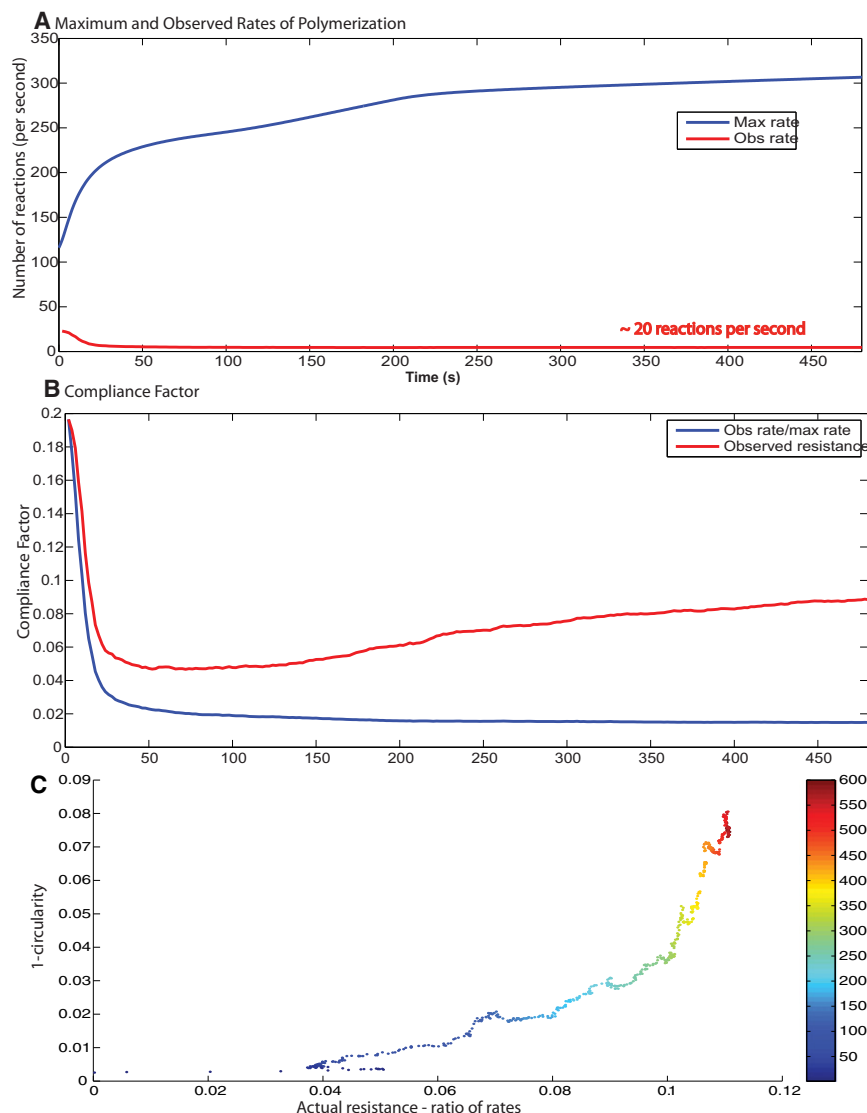 A Maximum and Observed Rates of Polymerization
350
300
250
200
150
100
50
0
Number of reactions (per second)
Max rate
Obs rate
~ 20 reactions per second
0 50 100 150 200 250 300 350 400 450
Time (s)
B Compliance Factor
0.2
0.18
0.16
0.14
0.12
0.1
0.08
0.06
0.04
0.02
0
Compliance Factor
Obs rate/max rate
Observed resistance
0 50 100 150 200 250 300 350 400 450
C
0.09
0.08
0.07
0.06
0.05
0.04
0.03
0.02
0.01
0
1-circularity
0 0.02 0.04 0.06 0.08 0.1 0.12
Actual resistance - ratio of rates
600
550
500
450
400
350
300
250
200
150
100
50